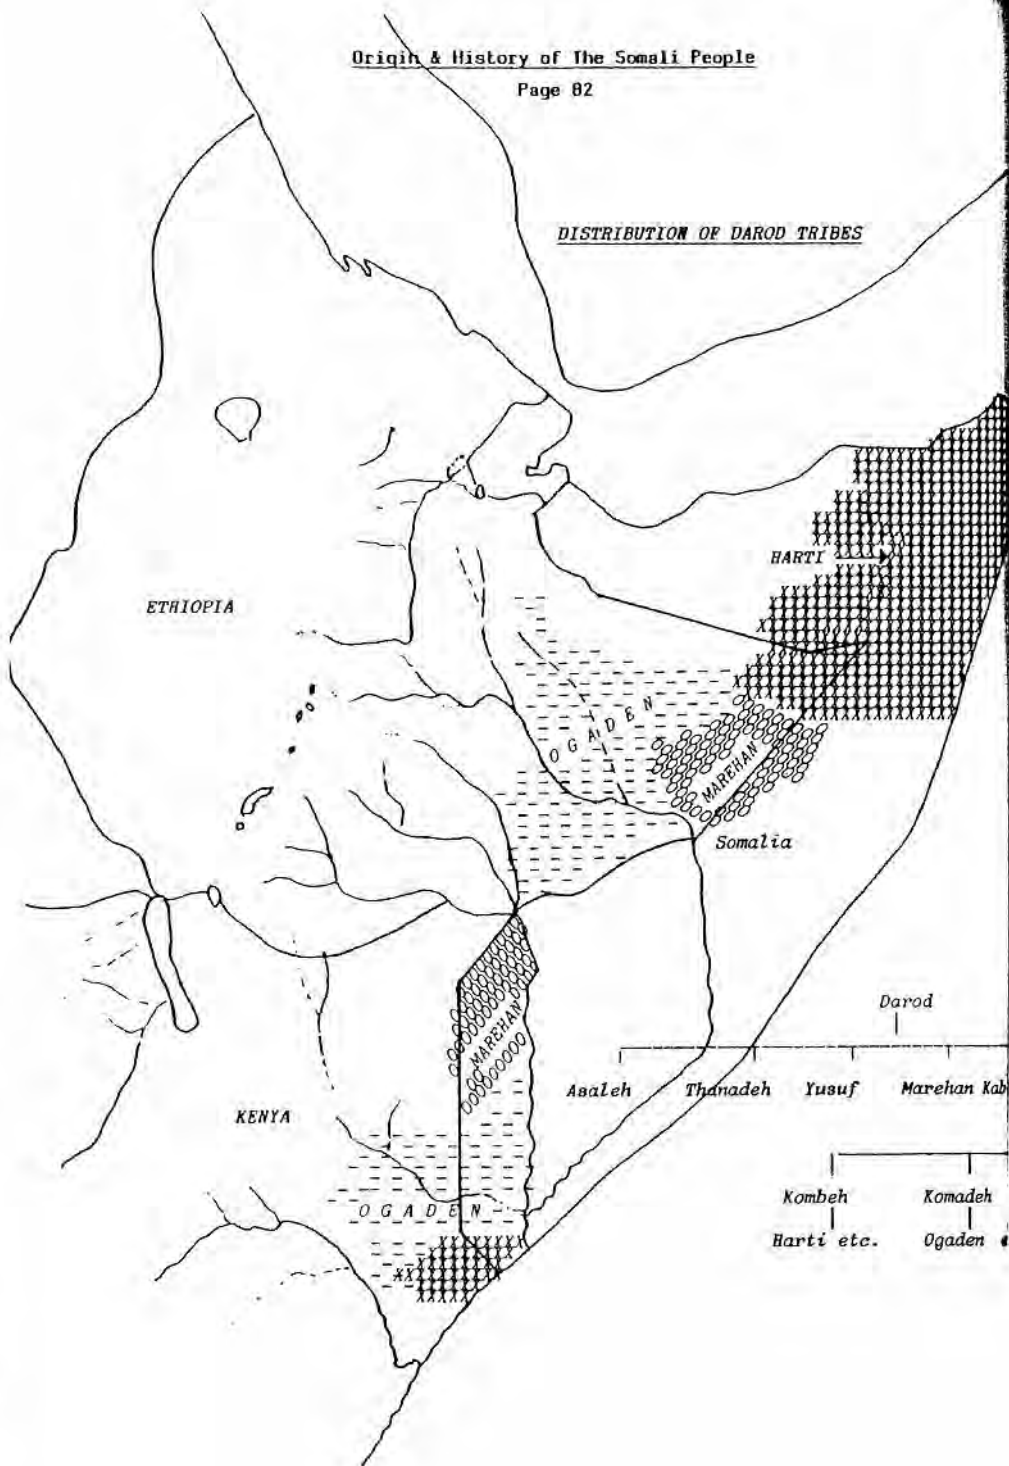 Origin & History of The Somali People
Page 82
DISTRIBUTION OF DAROD TRIBES
HARTI
ETHIOPIA
OGADEN
MAREHAN
Somalia
Darod
MAREHAN
Asaleh Thanadeh Yusuf Marehan Kab
KENYA
Kombeh Komadeh
OGADEN
Harti etc. Ogaden